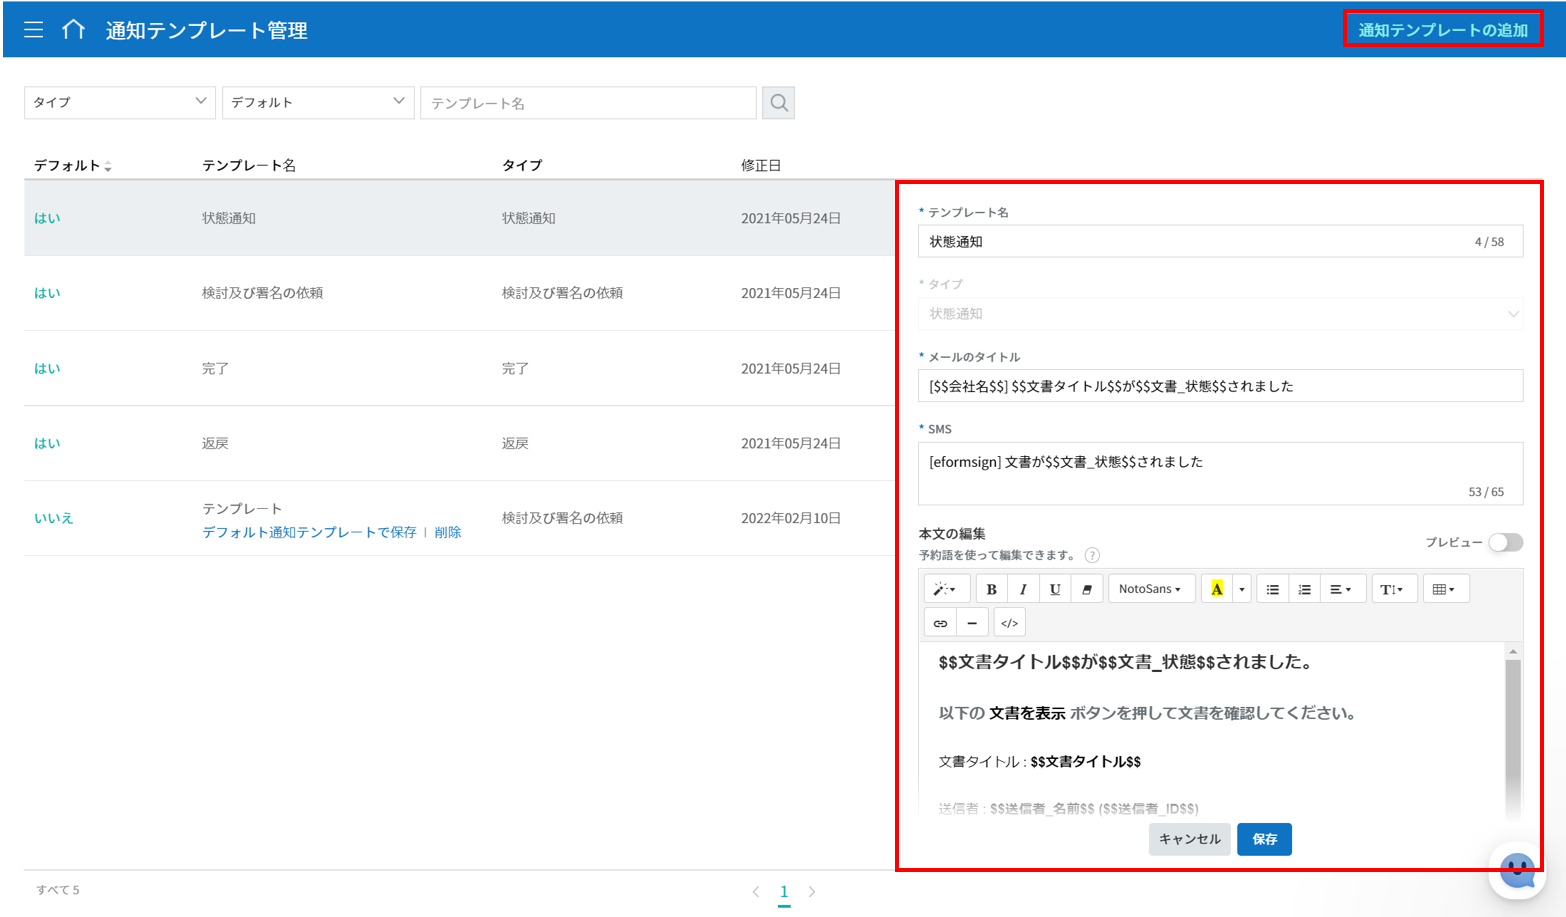 通知テンプレート管理
通知テンプレートの追加
タイプ
デフォルト
テンプレート名
デフォルト
テンプレート名
タイプ
修正日
はい
状態通知
状態通知
2021年05月24日
はい
検討及び署名の依頼
検討及び署名の依頼
2021年05月24日
はい
完了
完了
2021年05月24日
はい
返戻
返戻
2021年05月24日
いいえ
テンプレート
デフォルト通知テンプレートで保存 | 削除
検討及び署名の依頼
2022年02月10日
すべて 5
1
* テンプレート名
状態通知
4 / 58
* タイプ
状態通知
* メールのタイトル
[$$会社名$$] $$文書タイトル$$が$$文書_状態$$されました
* SMS
[eformsign] 文書が$$文書_状態$$されました
53 / 65
本文の編集
プレビュー
予約語を使って編集できます。 ?
B I U NotoSans A T
</>
$$文書タイトル$$が$$文書_状態$$されました。
以下の 文書を表示 ボタンを押して文書を確認してください。
文書タイトル : $$文書タイトル$$
送信者 : $$送信者_名前$$ ($$送信者_ID$$)
キャンセル
保存